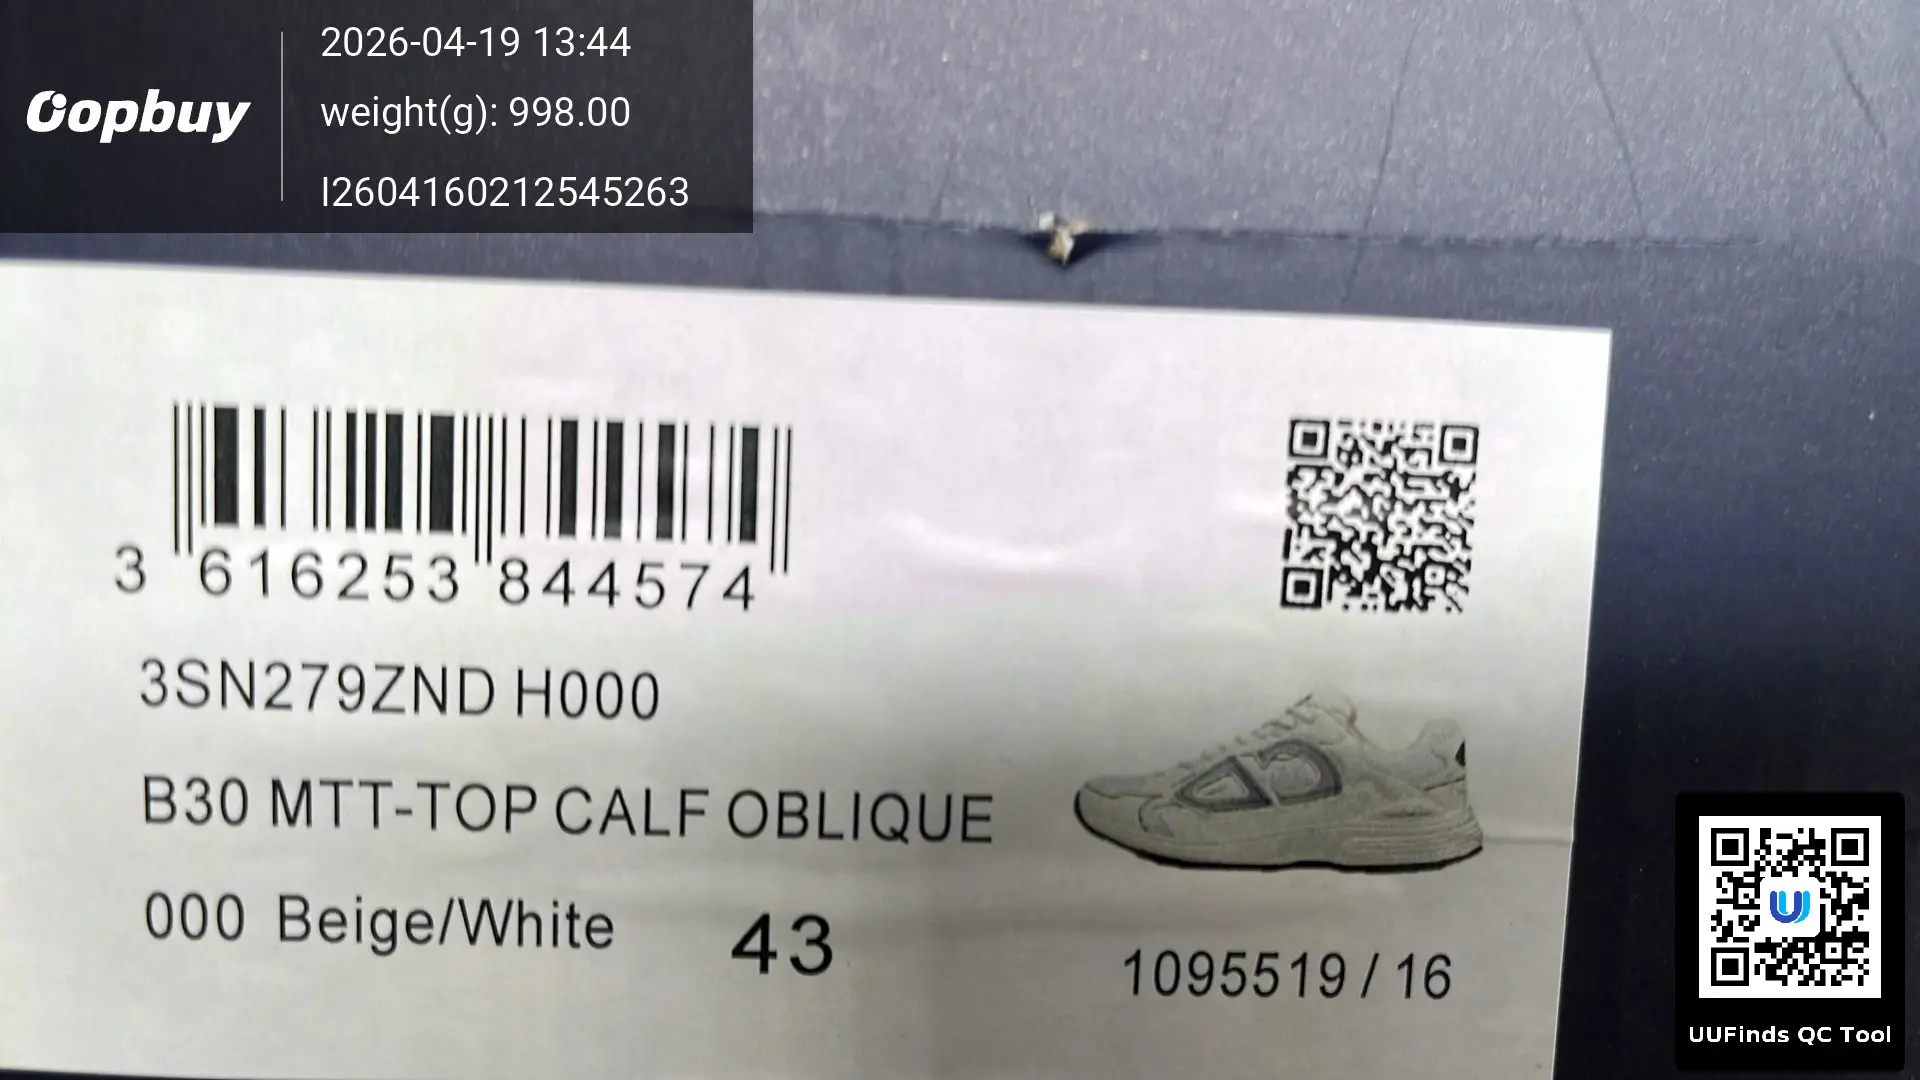 Oopbuy
2026-04-19 13:44
weight(g): 998.00
I2604160212545263
3 616253 844574
3SN279ZND H000
B30 MTT-TOP CALF OBLIQUE
000 Beige/White 43
1095519 / 16
UUFinds QC Tool